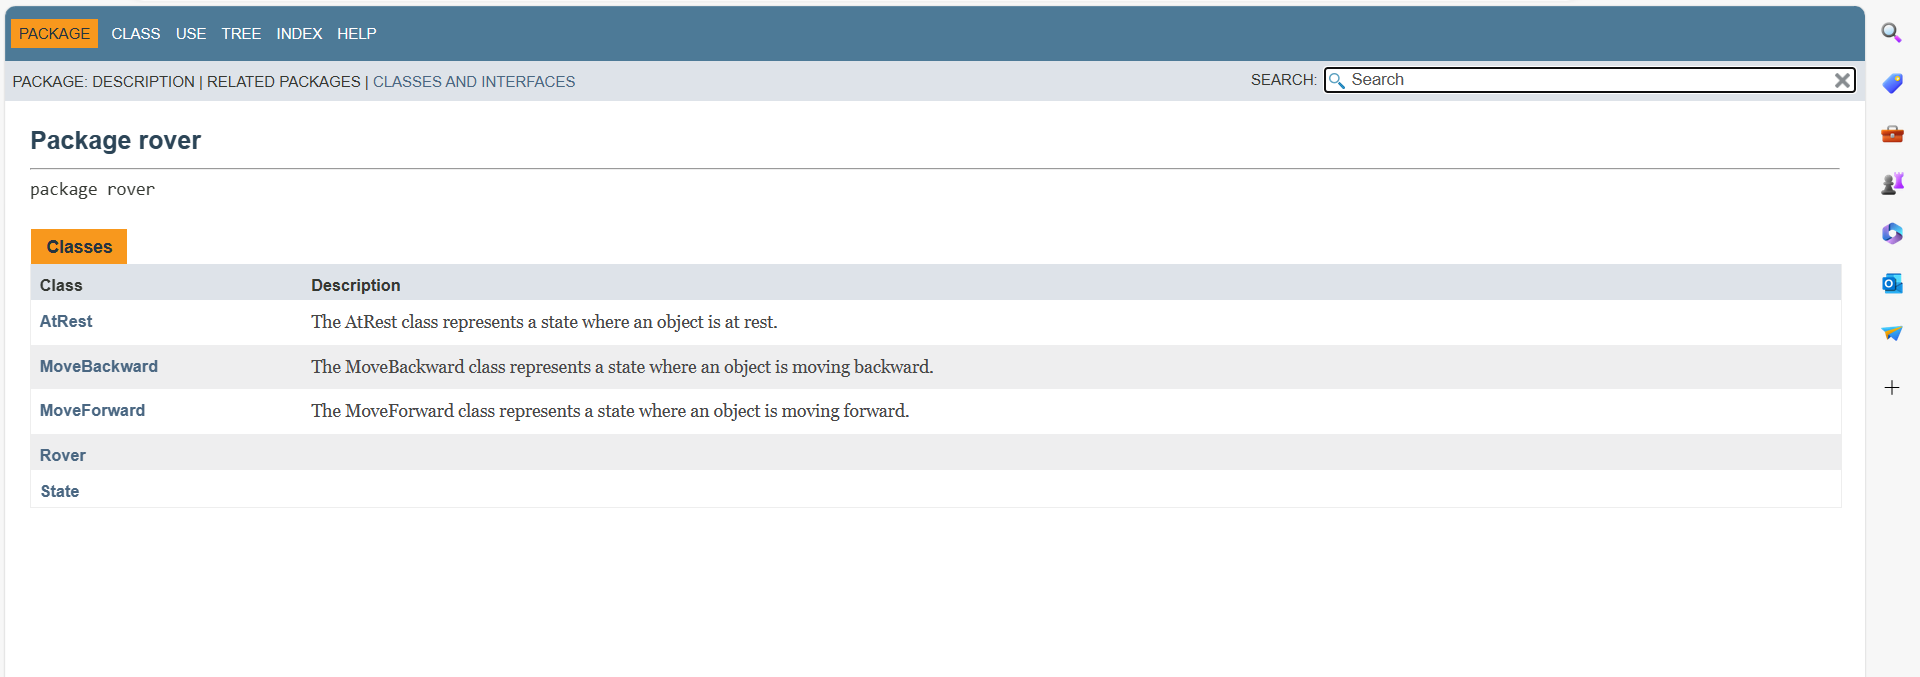 PACKAGE CLASS USE TREE INDEX HELP
PACKAGE: DESCRIPTION | RELATED PACKAGES | CLASSES AND INTERFACES SEARCH: Search
Package rover
package rover
Classes
Class Description
AtRest The AtRest class represents a state where an object is at rest.
MoveBackward The MoveBackward class represents a state where an object is moving backward.
MoveForward The MoveForward class represents a state where an object is moving forward.
Rover
State